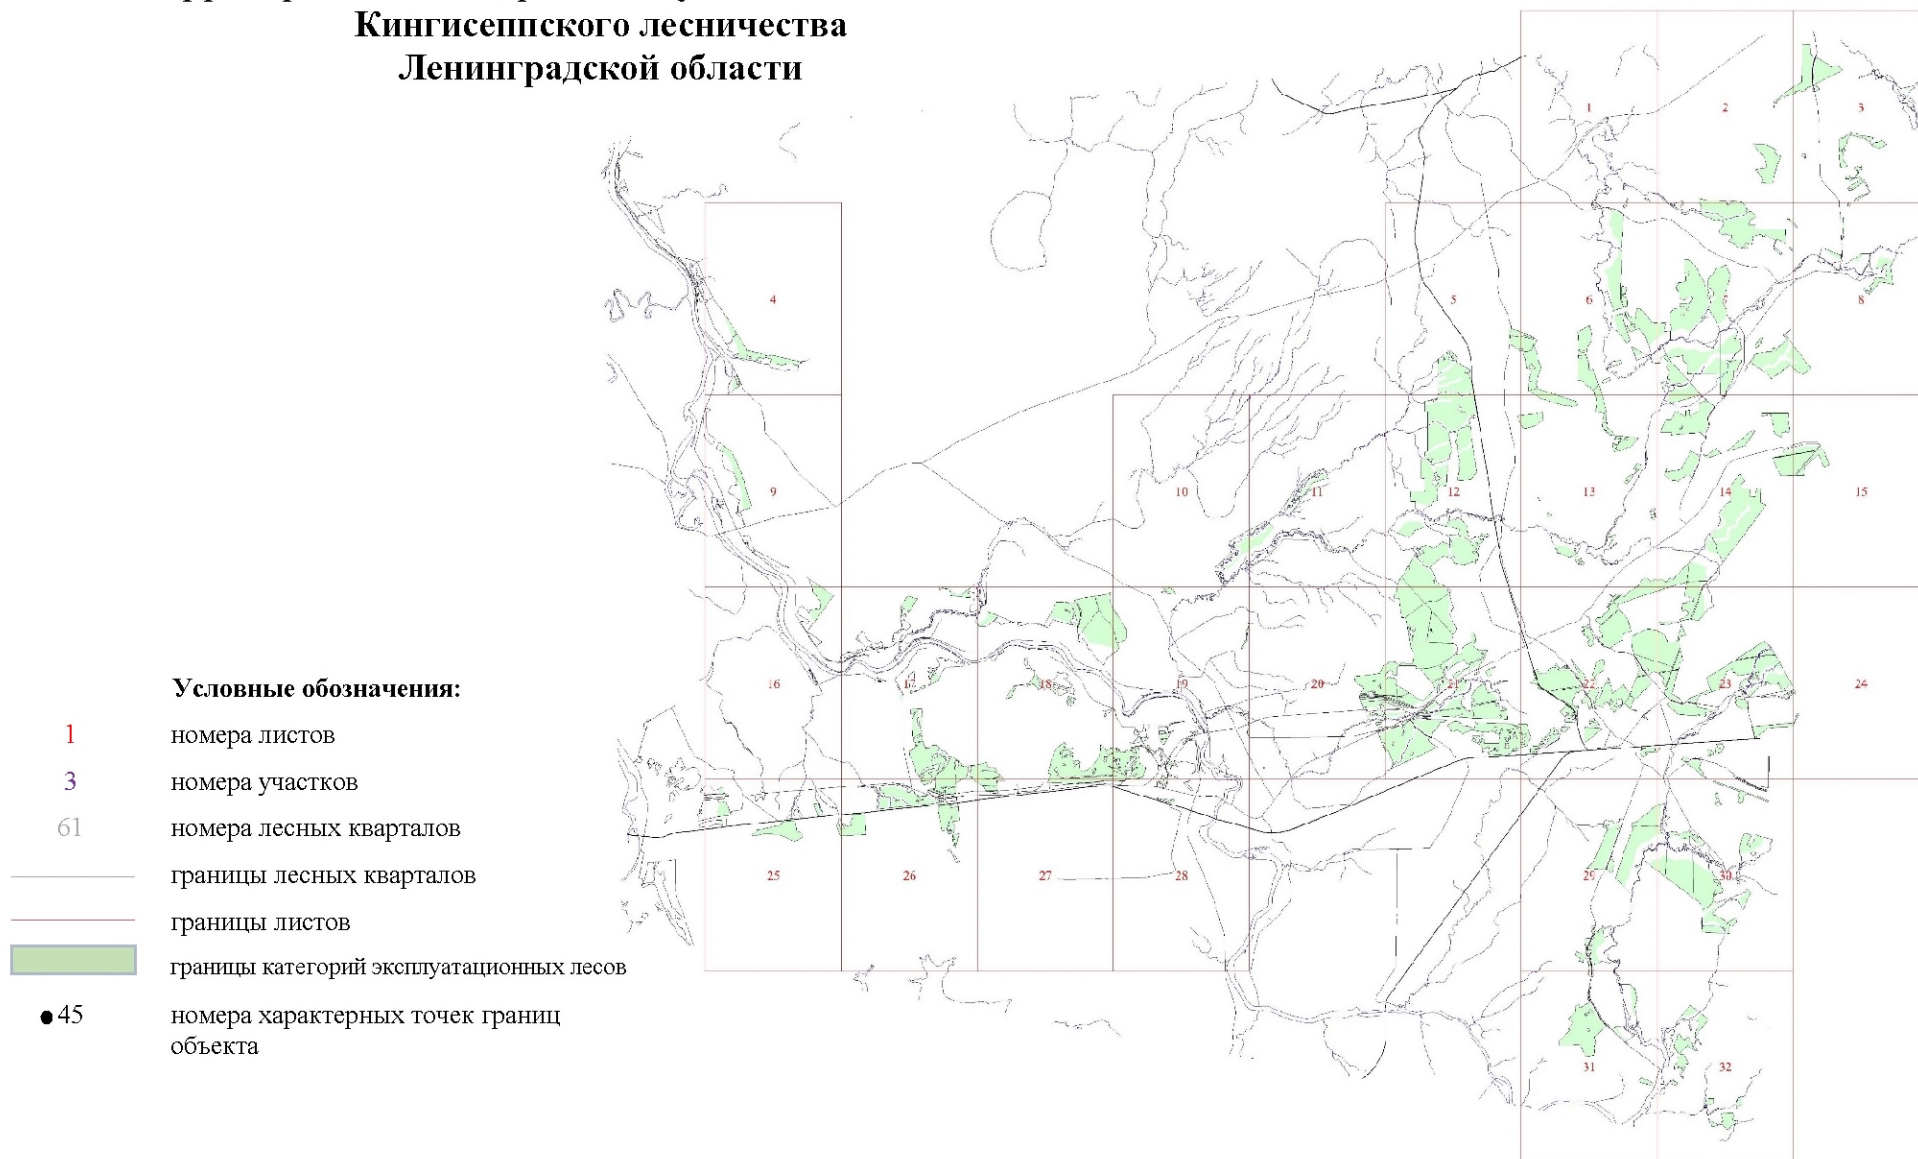 Кингисеппского лесничества
Ленинградской области
1
2
3
4
5
6
7
8
9
10
11
12
13
14
15
16
17
18
19
20
21
22
23
24
25
26
27
28
29
30
31
32
Условные обозначения:
1 номера листов
3 номера участков
61 номера лесных кварталов
границы лесных кварталов
границы листов
границы категорий эксплуатационных лесов
45 номера характерных точек границ
объекта